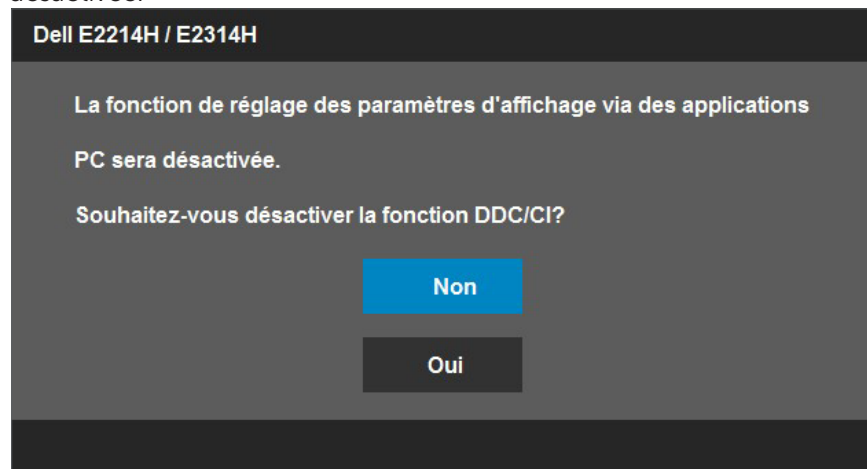 Dell E2214H / E2314H
La fonction de réglage des paramètres d'affichage via des applications
PC sera désactivée.
Souhaitez-vous désactiver la fonction DDC/CI?
Non
Oui